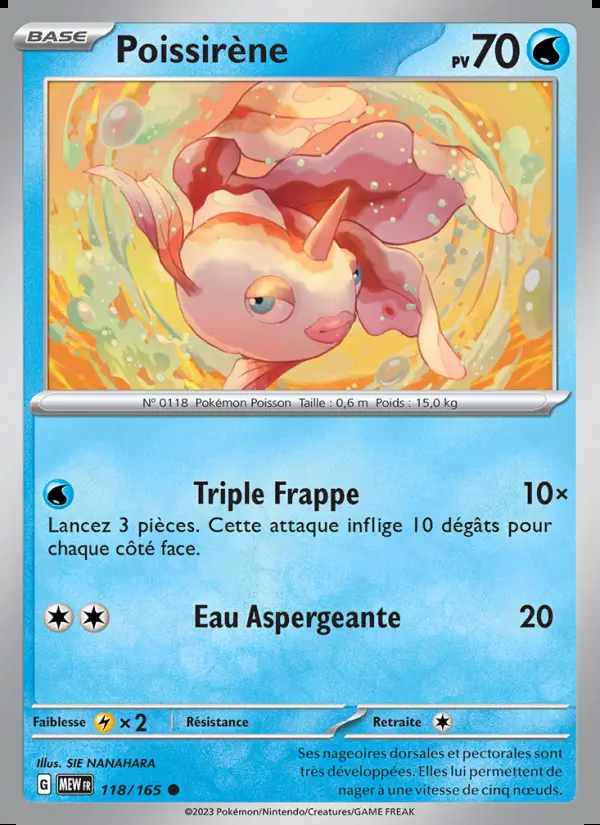 BASE Poissirène PV 70
N° 0118 Pokémon Poisson Taille : 0,6 m Poids : 15,0 kg
Triple Frappe 10×
Lancez 3 pièces. Cette attaque inflige 10 dégâts pour
chaque côté face.
Eau Aspergeante 20
Faiblesse ×2 Résistance Retraite
Illus. SIE NANAHARA
G MEW FR 118/165
Ses nageoires dorsales et pectorales sont
très développées. Elles lui permettent de
nager à une vitesse de cinq nœuds.
©2023 Pokémon/Nintendo/Creatures/GAME FREAK